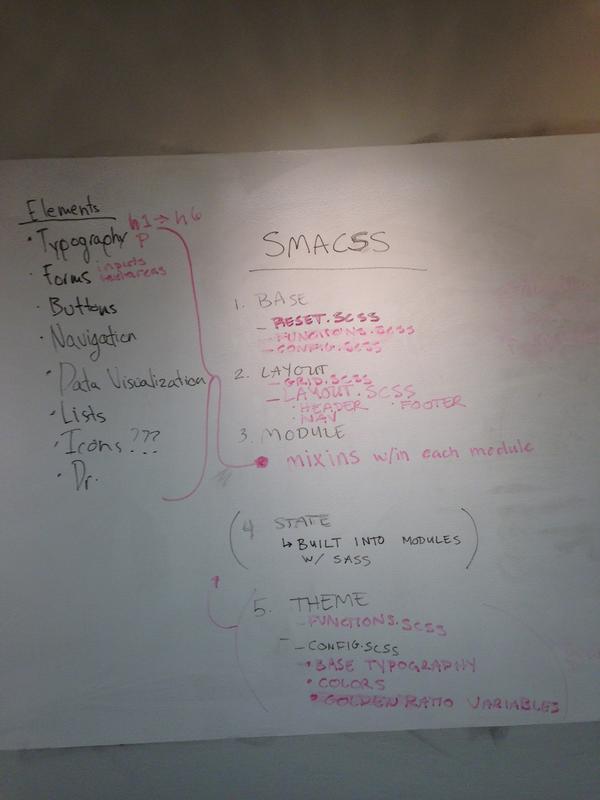 Elements
· Typography h1 → h6
P
· Forms inputs textareas
· Buttons
· Navigation
· Data Visualization
· Lists
· Icons ???
· Dr.
SMACSS
1. BASE
- RESET.SCSS
- FUNCTIONS.SCSS
- CONFIG.SCSS
2. LAYOUT
- GRID.SCSS
- LAYOUT.SCSS
· HEADER · FOOTER
· NAV
3. MODULE
• mixins w/in each module
(4 STATE
↳ BUILT INTO MODULES
W/ SASS)
5. THEME
- FUNCTIONS.SCSS
- CONFIG.SCSS
• BASE TYPOGRAPHY
• COLORS
• GOLDEN RATIO VARIABLES